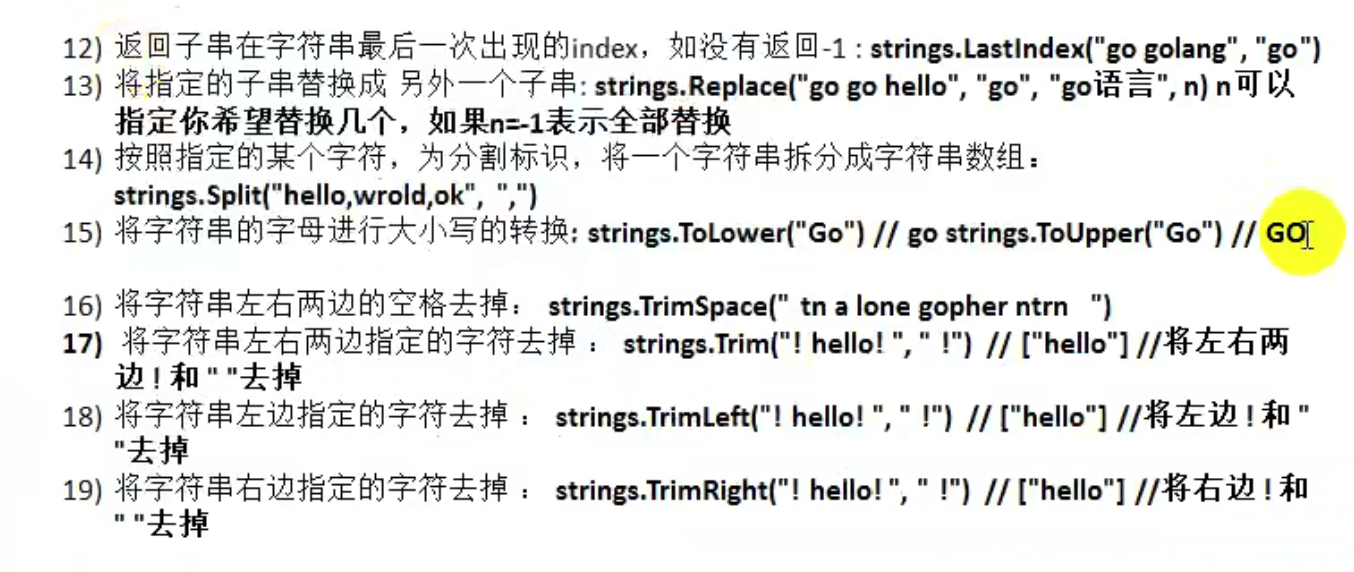 12) 返回子串在字符串最后一次出现的index，如没有返回-1 : strings.LastIndex("go golang", "go")
13) 将指定的子串替换成 另外一个子串: strings.Replace("go go hello", "go", "go语言", n) n可以
指定你希望替换几个，如果n=-1表示全部替换
14) 按照指定的某个字符，为分割标识，将一个字符串拆分成字符串数组：
strings.Split("hello,wrold,ok", ",")
15) 将字符串的字母进行大小写的转换: strings.ToLower("Go") // go strings.ToUpper("Go") // GO
16) 将字符串左右两边的空格去掉： strings.TrimSpace(" tn a lone gopher ntrn   ")
17) 将字符串左右两边指定的字符去掉 ： strings.Trim("! hello! ", " !") // ["hello"] //将左右两
边 ! 和 " "去掉
18) 将字符串左边指定的字符去掉 ： strings.TrimLeft("! hello! ", " !") // ["hello"] //将左边 ! 和 "
"去掉
19) 将字符串右边指定的字符去掉 ： strings.TrimRight("! hello! ", " !") // ["hello"] //将右边 ! 和
" "去掉